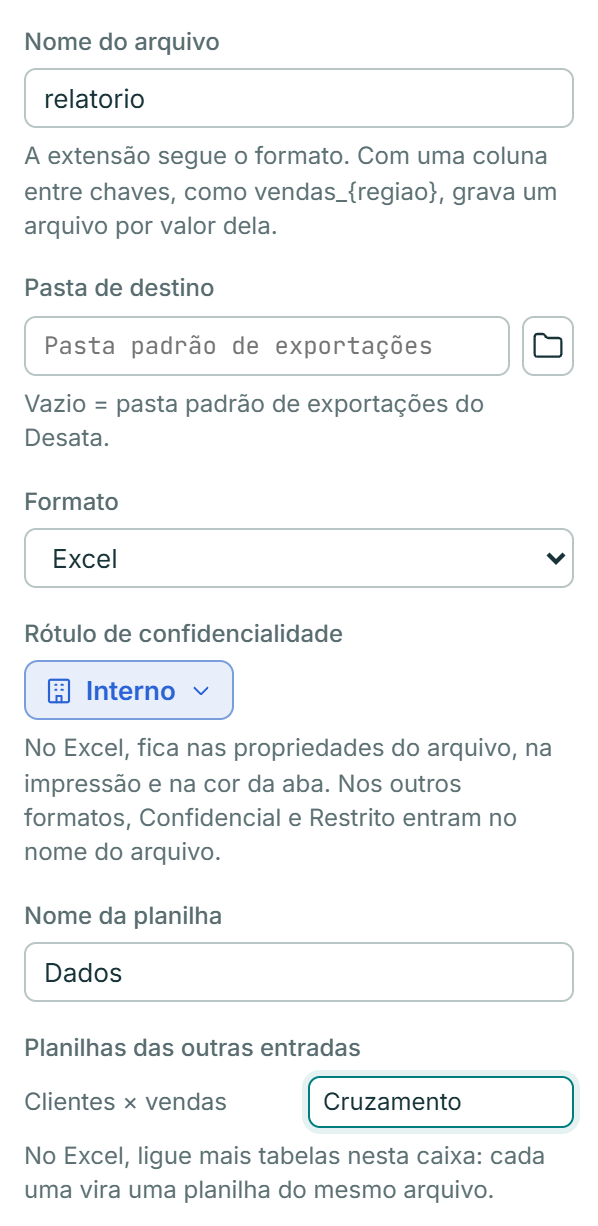 Nome do arquivo
relatorio
A extensão segue o formato. Com uma coluna
entre chaves, como vendas_{regiao}, grava um
arquivo por valor dela.
Pasta de destino
Pasta padrão de exportações
Vazio = pasta padrão de exportações do
Desata.
Formato
Excel
Rótulo de confidencialidade
Interno
No Excel, fica nas propriedades do arquivo, na
impressão e na cor da aba. Nos outros
formatos, Confidencial e Restrito entram no
nome do arquivo.
Nome da planilha
Dados
Planilhas das outras entradas
Clientes × vendas Cruzamento
No Excel, ligue mais tabelas nesta caixa: cada
uma vira uma planilha do mesmo arquivo.